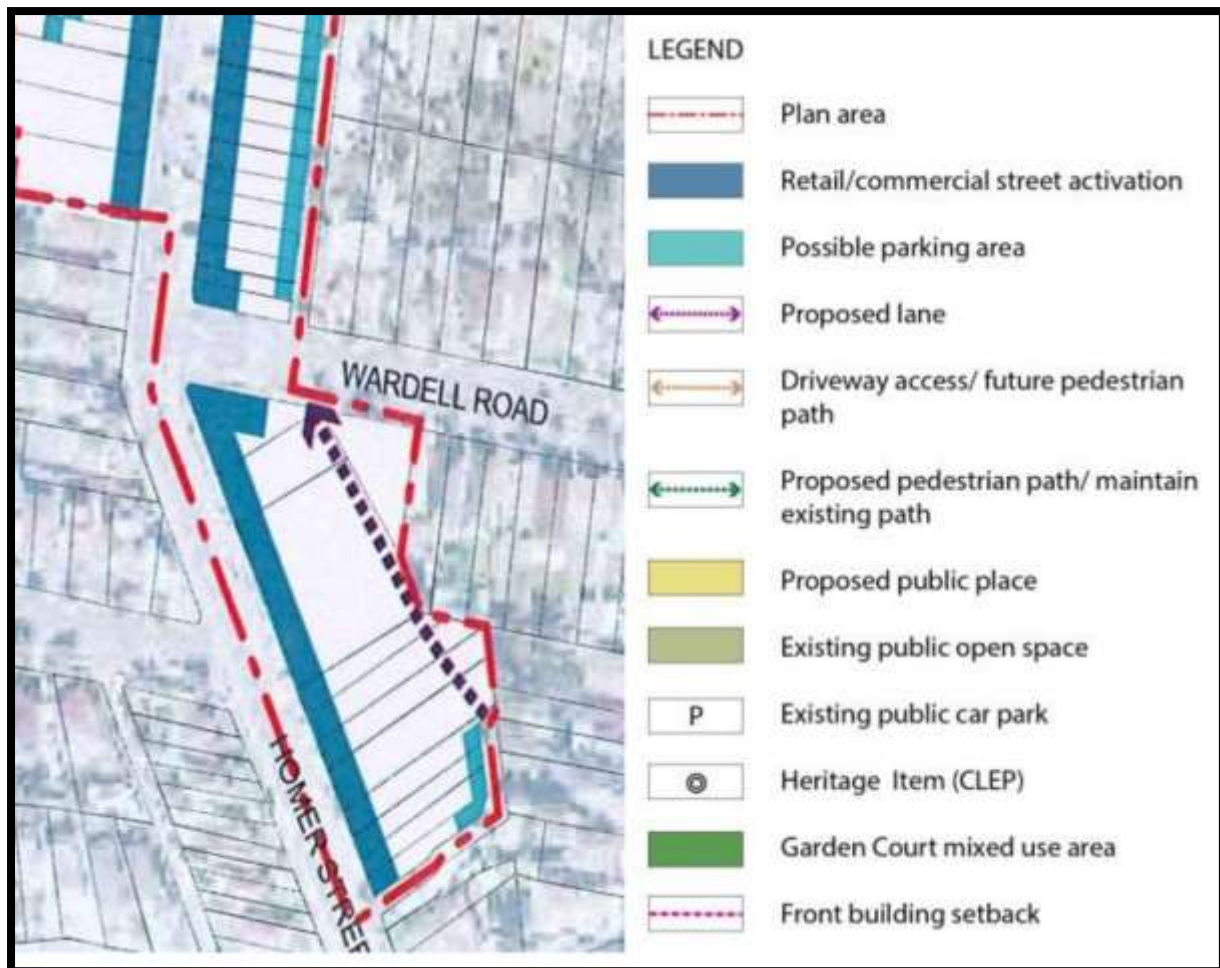 LEGEND
Plan area
Retail/commercial street activation
Possible parking area
Proposed lane
Driveway access/ future pedestrian
path
Proposed pedestrian path/ maintain
existing path
Proposed public place
Existing public open space
P
Existing public car park
Heritage Item (CLEP)
Garden Court mixed use area
Front building setback
WARDELL ROAD
HOMER STREE